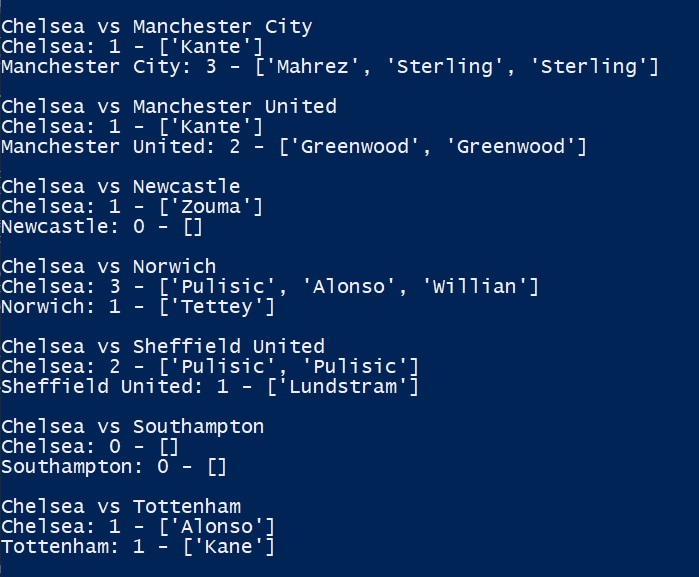 Chelsea vs Manchester City
Chelsea: 1 - ['Kante']
Manchester City: 3 - ['Mahrez', 'Sterling', 'Sterling']
Chelsea vs Manchester United
Chelsea: 1 - ['Kante']
Manchester United: 2 - ['Greenwood', 'Greenwood']
Chelsea vs Newcastle
Chelsea: 1 - ['Zouma']
Newcastle: 0 - []
Chelsea vs Norwich
Chelsea: 3 - ['Pulisic', 'Alonso', 'Willian']
Norwich: 1 - ['Tettey']
Chelsea vs Sheffield United
Chelsea: 2 - ['Pulisic', 'Pulisic']
Sheffield United: 1 - ['Lundstram']
Chelsea vs Southampton
Chelsea: 0 - []
Southampton: 0 - []
Chelsea vs Tottenham
Chelsea: 1 - ['Alonso']
Tottenham: 1 - ['Kane']